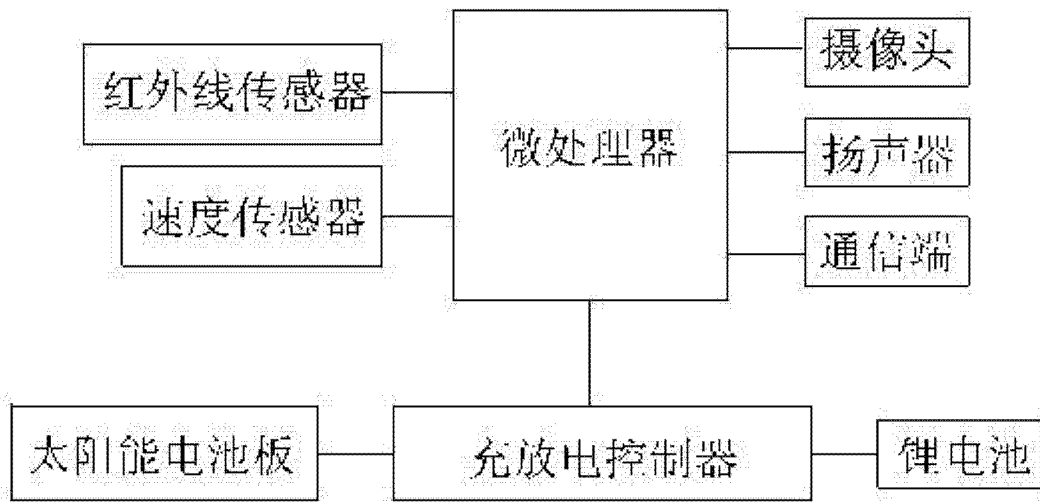 摄像头
红外线传感器
微处理器
扬声器
速度传感器
通信端
太阳能电池板
充放电控制器
锂电池